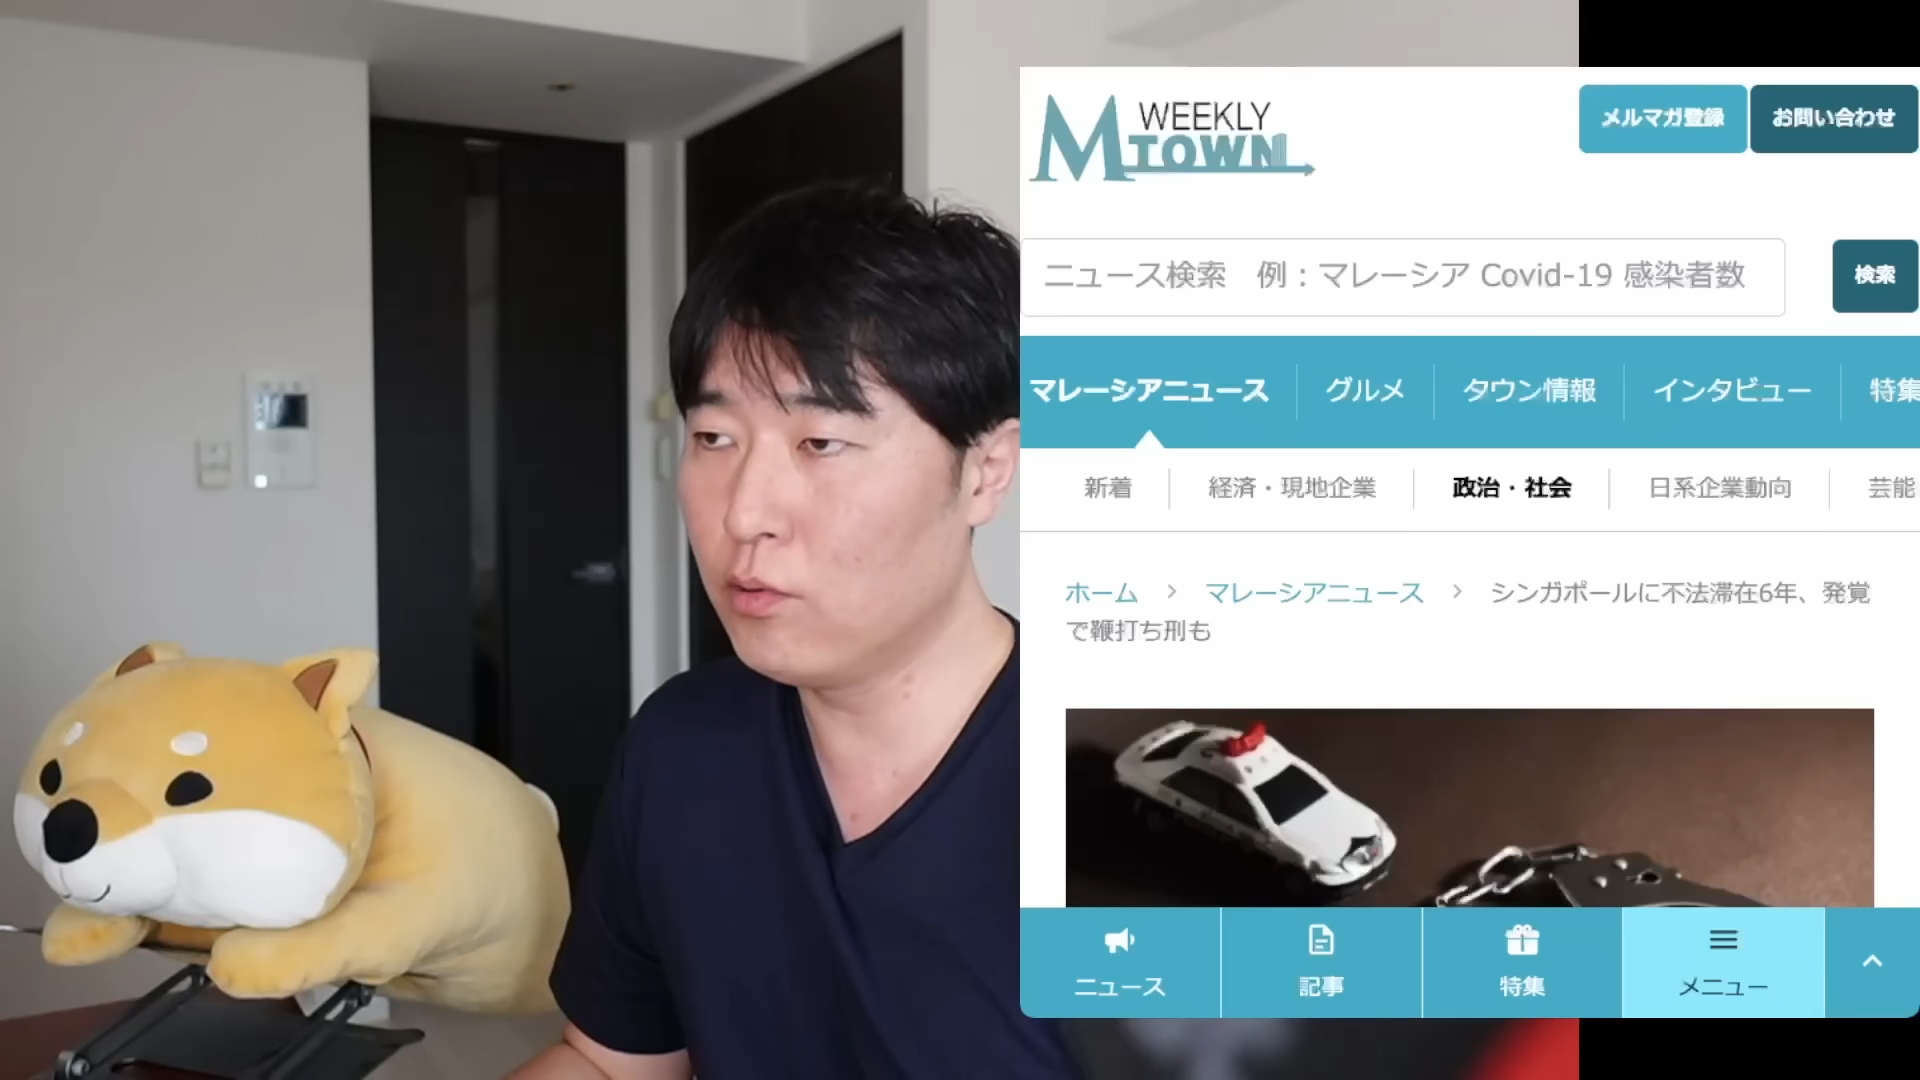 WEEKLY
M TOWN
メルマガ登録
お問い合わせ
ニュース検索　例：マレーシア Covid-19 感染者数
検索
マレーシアニュース
グルメ
タウン情報
インタビュー
特集
新着
経済・現地企業
政治・社会
日系企業動向
芸能
ホーム > マレーシアニュース > シンガポールに不法滞在6年、発覚
で鞭打ち刑も
ニュース
記事
特集
メニュー